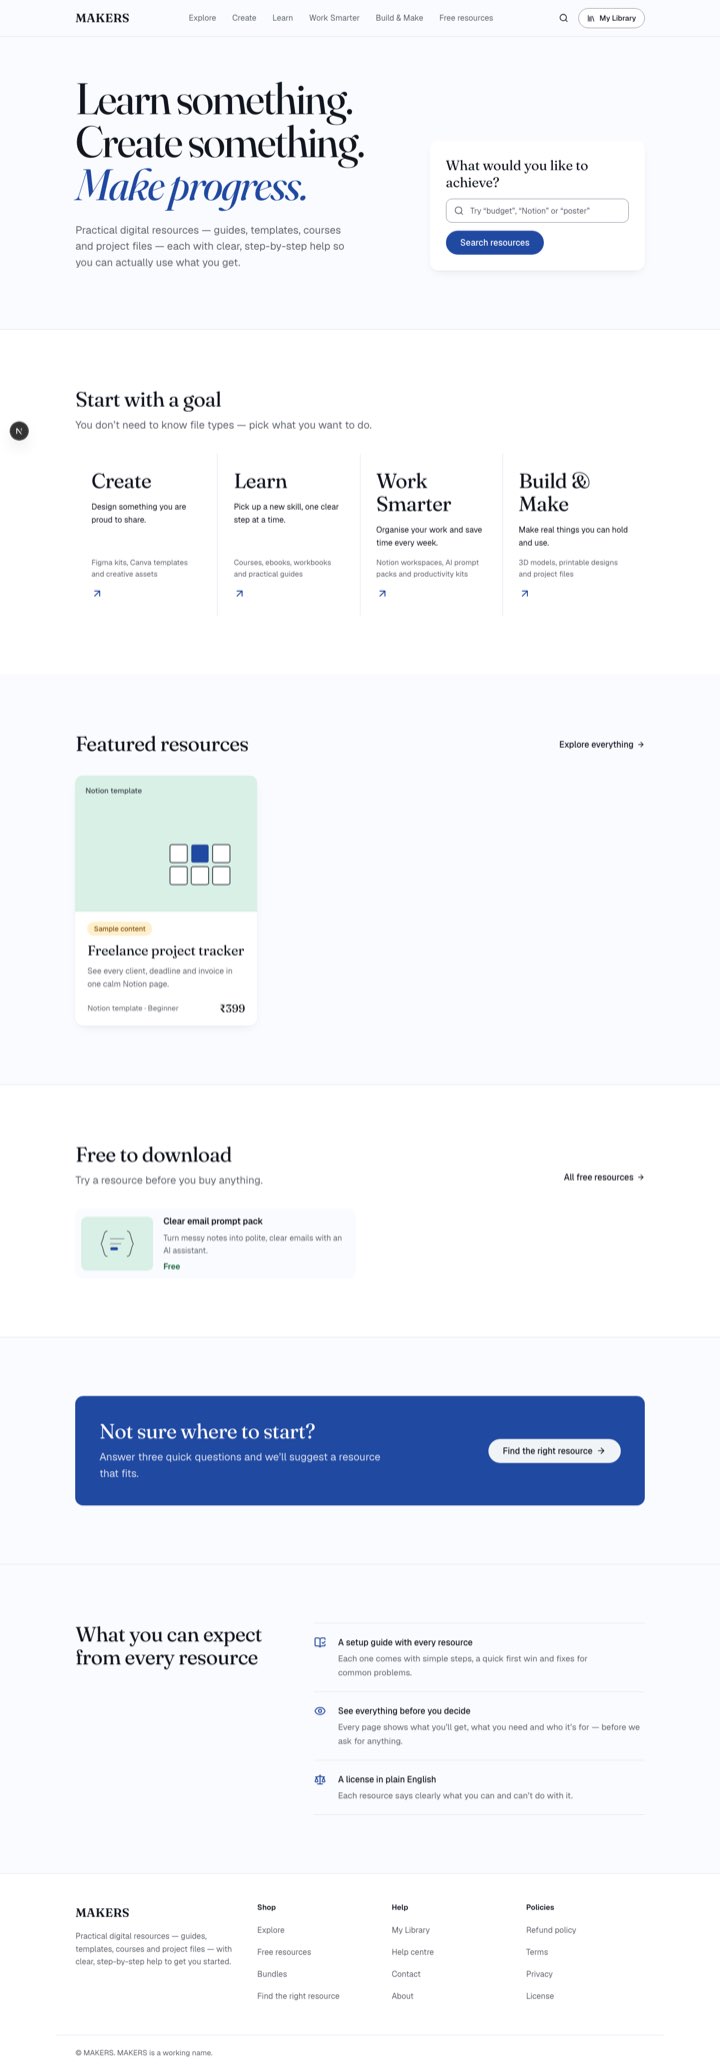 MAKERS
Explore
Create
Learn
Work Smarter
Build & Make
Free resources
My Library
Learn something.
Create something.
Make progress.
Practical digital resources — guides, templates, courses
and project files — each with clear, step-by-step help so
you can actually use what you get.
What would you like to
achieve?
Try “budget”, “Notion” or “poster”
Search resources
Start with a goal
You don’t need to know file types — pick what you want to do.
N
Create
Design something you are
proud to share.
Figma kits, Canva templates
and creative assets
Learn
Pick up a new skill, one clear
step at a time.
Courses, ebooks, workbooks
and practical guides
Work
Smarter
Organise your work and save
time every week.
Notion workspaces, AI prompt
packs and productivity kits
Build &
Make
Make real things you can hold
and use.
3D models, printable designs
and project files
Featured resources
Explore everything →
Notion template
Sample content
Freelance project tracker
See every client, deadline and invoice in
one calm Notion page.
Notion template · Beginner
₹399
Free to download
Try a resource before you buy anything.
All free resources →
Clear email prompt pack
Turn messy notes into polite, clear emails with an
AI assistant.
Free
Not sure where to start?
Answer three quick questions and we’ll suggest a resource
that fits.
Find the right resource →
What you can expect
from every resource
A setup guide with every resource
Each one comes with simple steps, a quick first win and fixes for
common problems.
See everything before you decide
Every page shows what you’ll get, what you need and who it’s for — before we
ask for anything.
A license in plain English
Each resource says clearly what you can and can’t do with it.
MAKERS
Practical digital resources — guides,
templates, courses and project files — with
clear, step-by-step help to get you started.
Shop
Explore
Free resources
Bundles
Find the right resource
Help
My Library
Help centre
Contact
About
Policies
Refund policy
Terms
Privacy
License
© MAKERS. MAKERS is a working name.